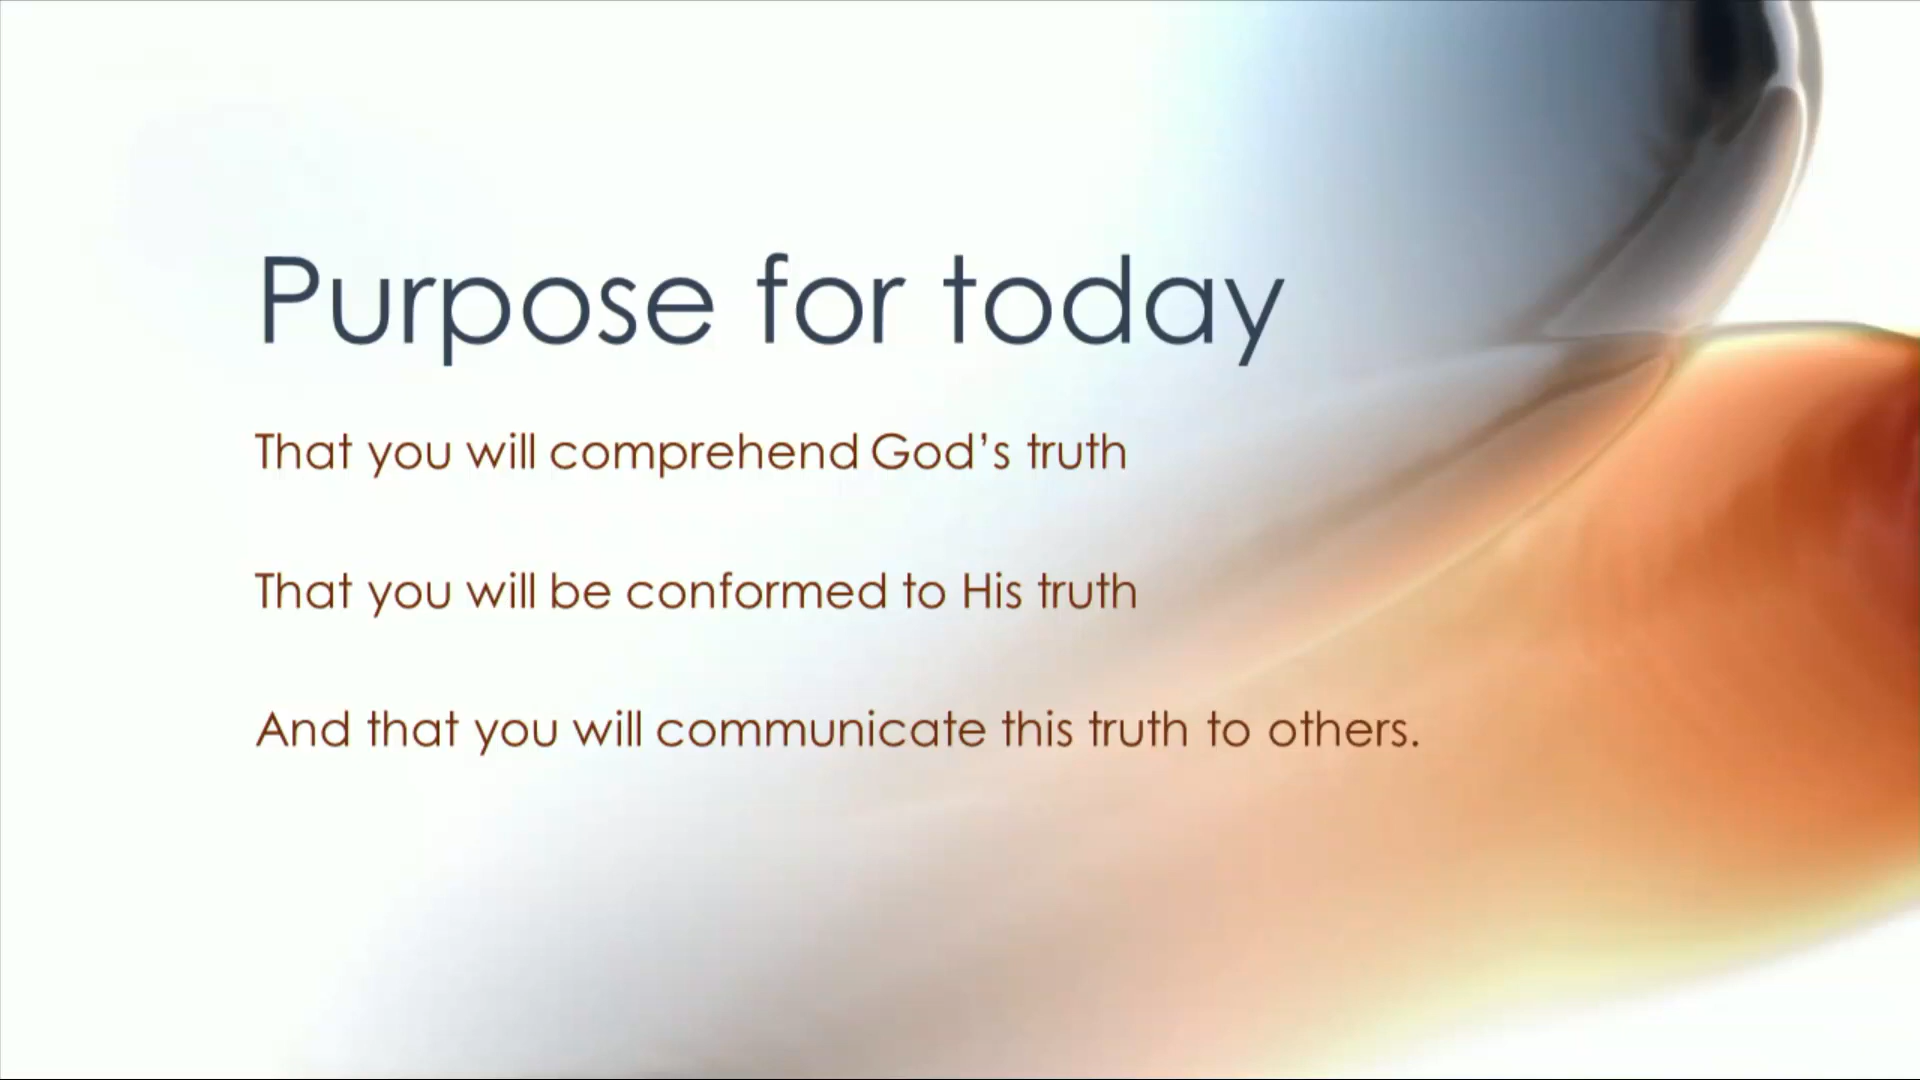 Purpose for today
That you will comprehend God’s truth
That you will be conformed to His truth
And that you will communicate this truth to others.